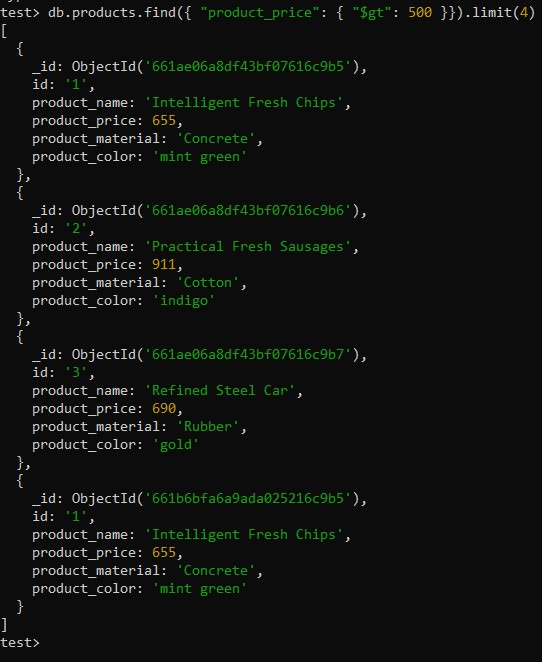 test> db.products.find({ "product_price": { "$gt": 500 }}).limit(4)
[
  {
    _id: ObjectId('661ae06a8df43bf07616c9b5'),
    id: '1',
    product_name: 'Intelligent Fresh Chips',
    product_price: 655,
    product_material: 'Concrete',
    product_color: 'mint green'
  },
  {
    _id: ObjectId('661ae06a8df43bf07616c9b6'),
    id: '2',
    product_name: 'Practical Fresh Sausages',
    product_price: 911,
    product_material: 'Cotton',
    product_color: 'indigo'
  },
  {
    _id: ObjectId('661ae06a8df43bf07616c9b7'),
    id: '3',
    product_name: 'Refined Steel Car',
    product_price: 690,
    product_material: 'Rubber',
    product_color: 'gold'
  },
  {
    _id: ObjectId('661b6bfa6a9ada025216c9b5'),
    id: '1',
    product_name: 'Intelligent Fresh Chips',
    product_price: 655,
    product_material: 'Concrete',
    product_color: 'mint green'
  }
]
test>